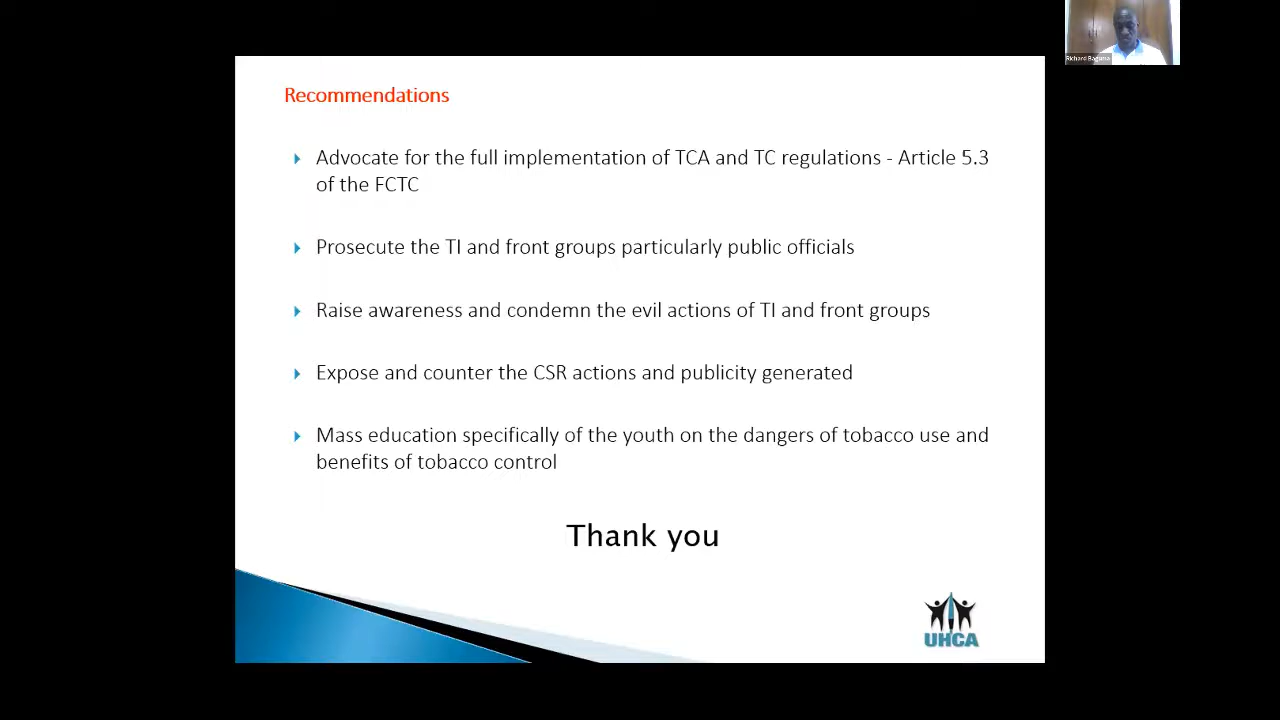 Richard Baguma
Recommendations
Advocate for the full implementation of TCA and TC regulations - Article 5.3
of the FCTC
Prosecute the TI and front groups particularly public officials
Raise awareness and condemn the evil actions of TI and front groups
Expose and counter the CSR actions and publicity generated
Mass education specifically of the youth on the dangers of tobacco use and
benefits of tobacco control
Thank you
UHCA